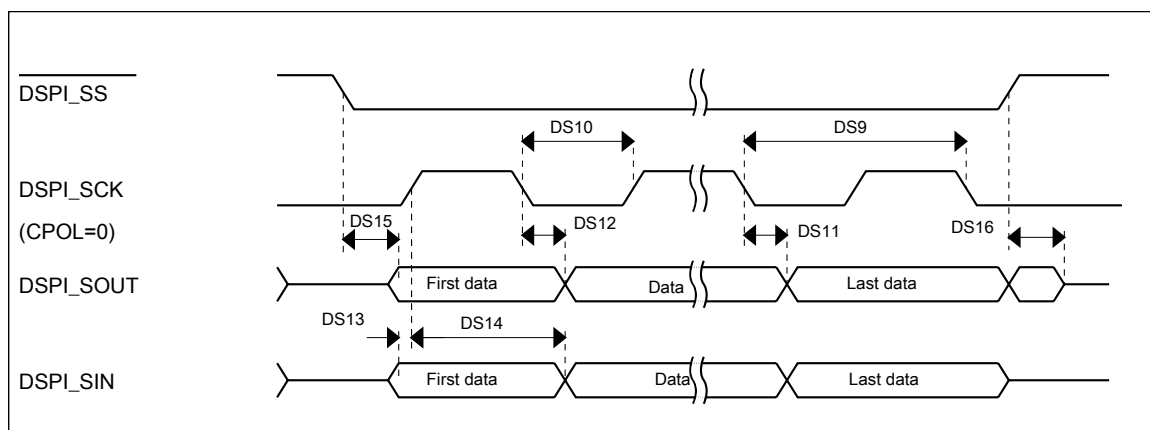 DSPI_SS
DS10
DS9
DSPI_SCK
(CPOL=0)
DS15
DS12
DS11
DS16
DSPI_SOUT
First data
Data
Last data
DS13
DS14
DSPI_SIN
First data
Data
Last data